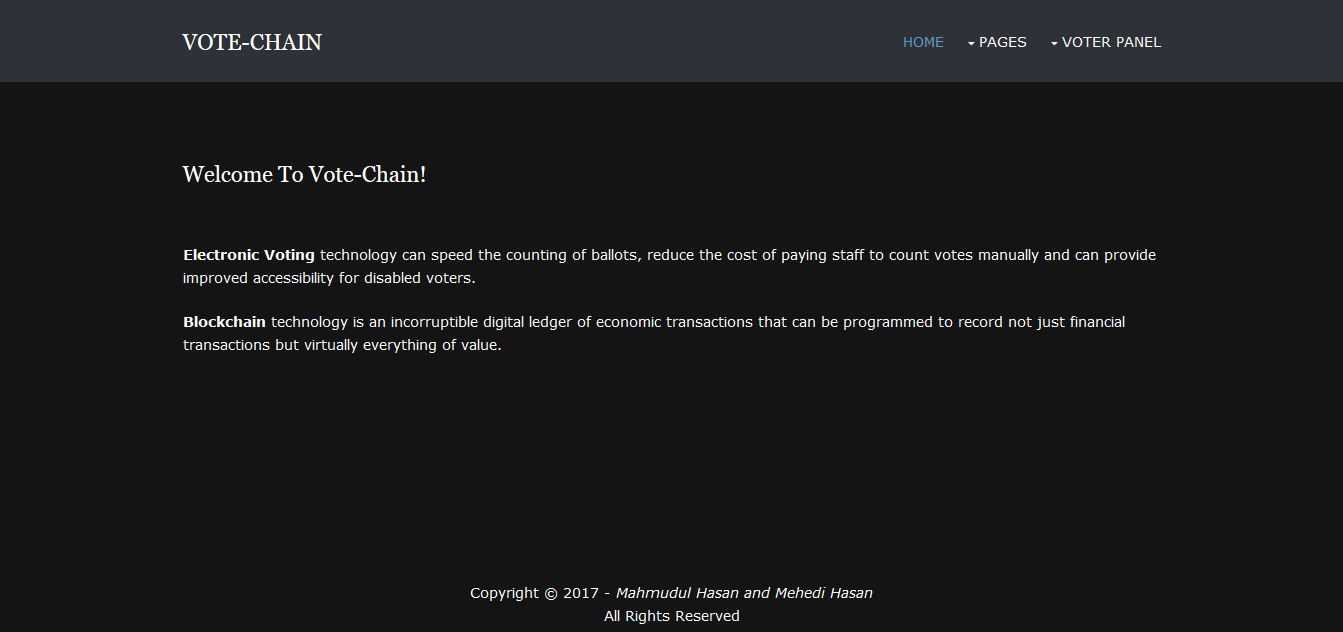 VOTE-CHAIN
HOME PAGES VOTER PANEL
Welcome To Vote-Chain!
Electronic Voting technology can speed the counting of ballots, reduce the cost of paying staff to count votes manually and can provide
improved accessibility for disabled voters.
Blockchain technology is an incorruptible digital ledger of economic transactions that can be programmed to record not just financial
transactions but virtually everything of value.
Copyright © 2017 - Mahmudul Hasan and Mehedi Hasan
All Rights Reserved